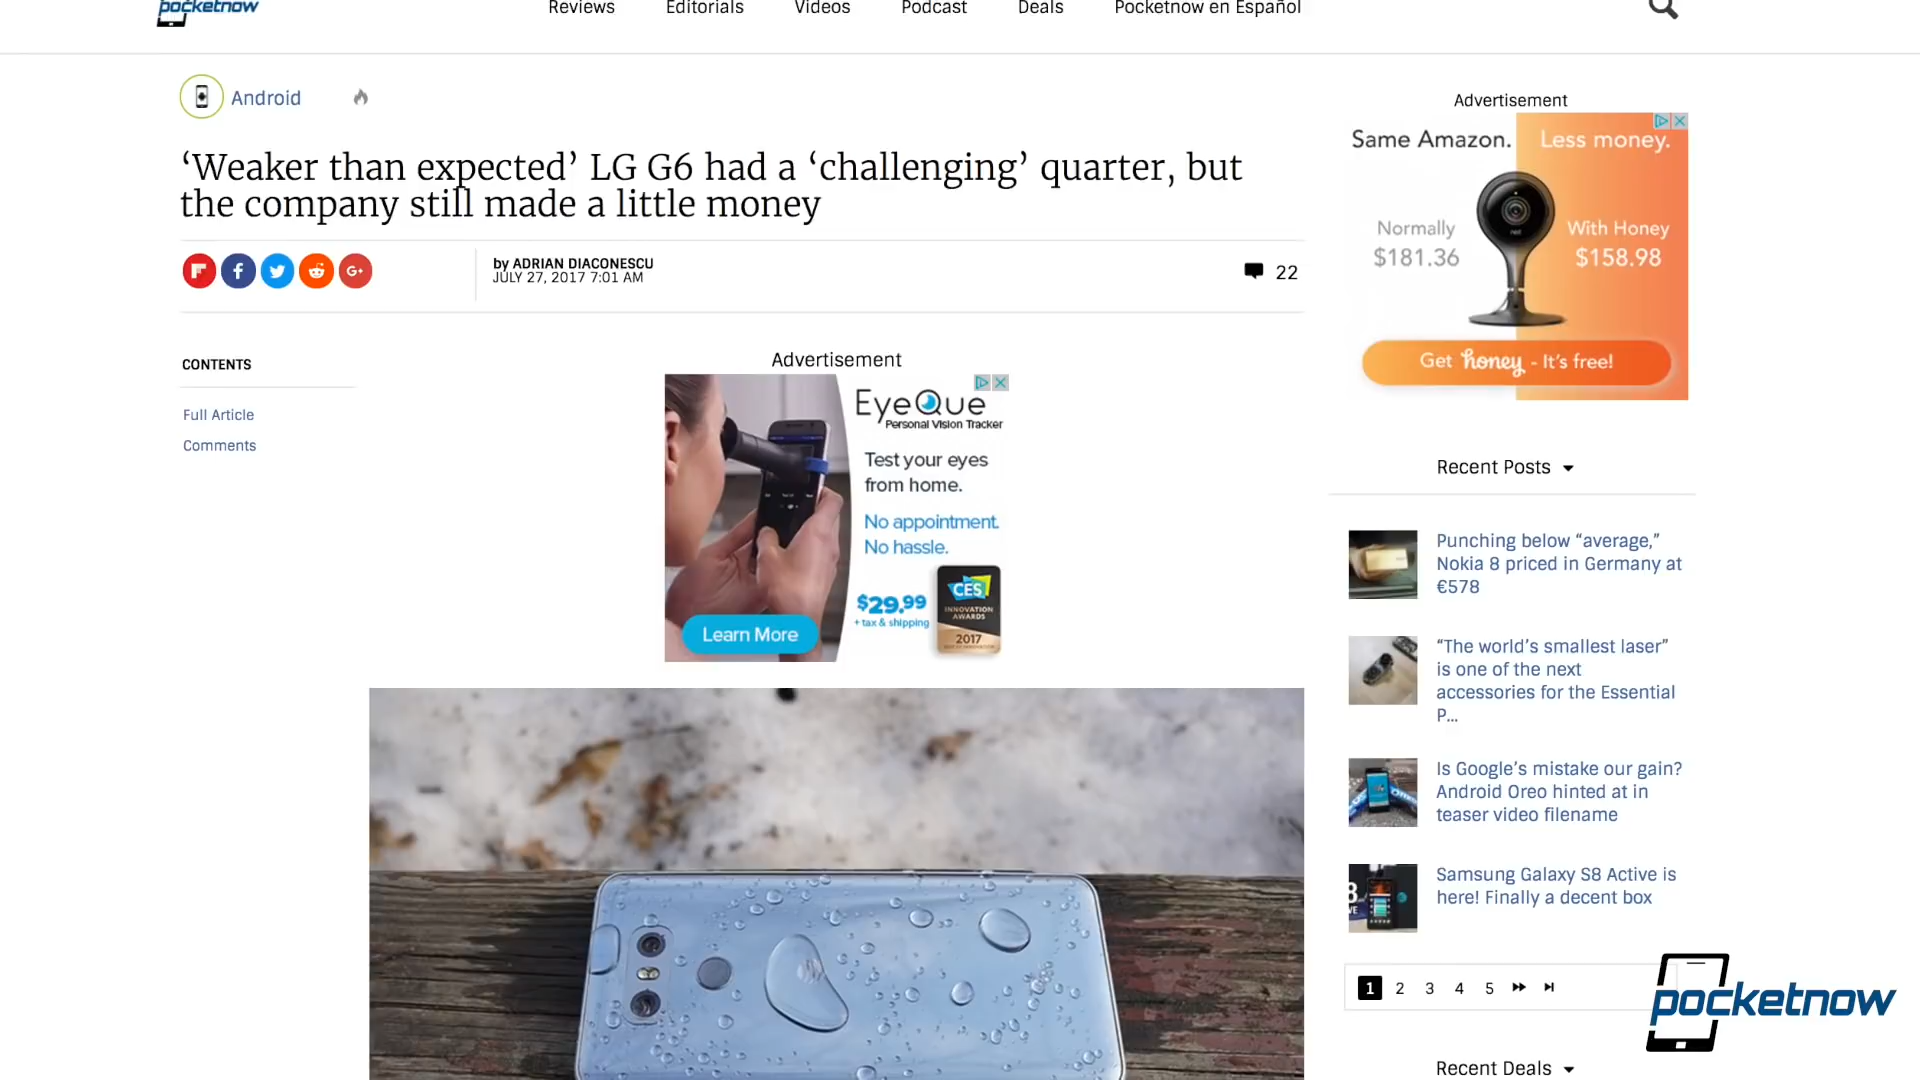 pocketnow
Reviews Editorials Videos Podcast Deals Pocketnow en Español
Android
‘Weaker than expected’ LG G6 had a ‘challenging’ quarter, but
the company still made a little money
by ADRIAN DIACONESCU
JULY 27, 2017 7:01 AM
22
CONTENTS
Full Article
Comments
Advertisement
EyeQue
Personal Vision Tracker
Test your eyes
from home.
No appointment.
No hassle.
$29.99
+ tax & shipping
CES
INNOVATION
AWARDS
2017
Learn More
Advertisement
Same Amazon. Less money.
Normally
$181.36
With Honey
$158.98
Get honey - It’s free!
Recent Posts
Punching below “average,”
Nokia 8 priced in Germany at
€578
“The world’s smallest laser”
is one of the next
accessories for the Essential
P...
Is Google’s mistake our gain?
Android Oreo hinted at in
teaser video filename
Samsung Galaxy S8 Active is
here! Finally a decent box
1 2 3 4 5
pocketnow
Recent Deals